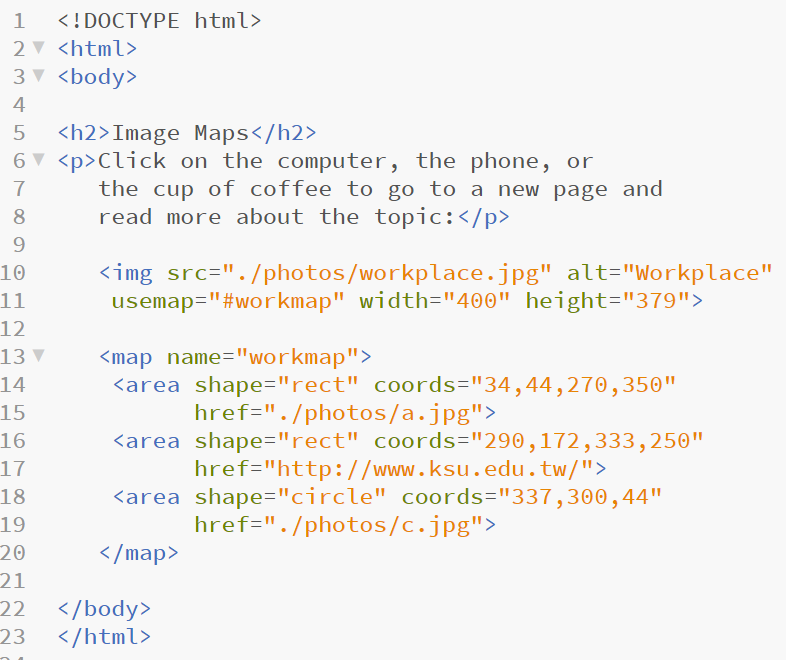 1 <!DOCTYPE html>
2 <html>
3 <body>
4
5 <h2>Image Maps</h2>
6 <p>Click on the computer, the phone, or
7 the cup of coffee to go to a new page and
8 read more about the topic:</p>
9
10 <img src="./photos/workplace.jpg" alt="Workplace"
11 usemap="#workmap" width="400" height="379">
12
13 <map name="workmap">
14 <area shape="rect" coords="34,44,270,350"
15 href="./photos/a.jpg">
16 <area shape="rect" coords="290,172,333,250"
17 href="http://www.ksu.edu.tw/">
18 <area shape="circle" coords="337,300,44"
19 href="./photos/c.jpg">
20 </map>
21
22 </body>
23 </html>